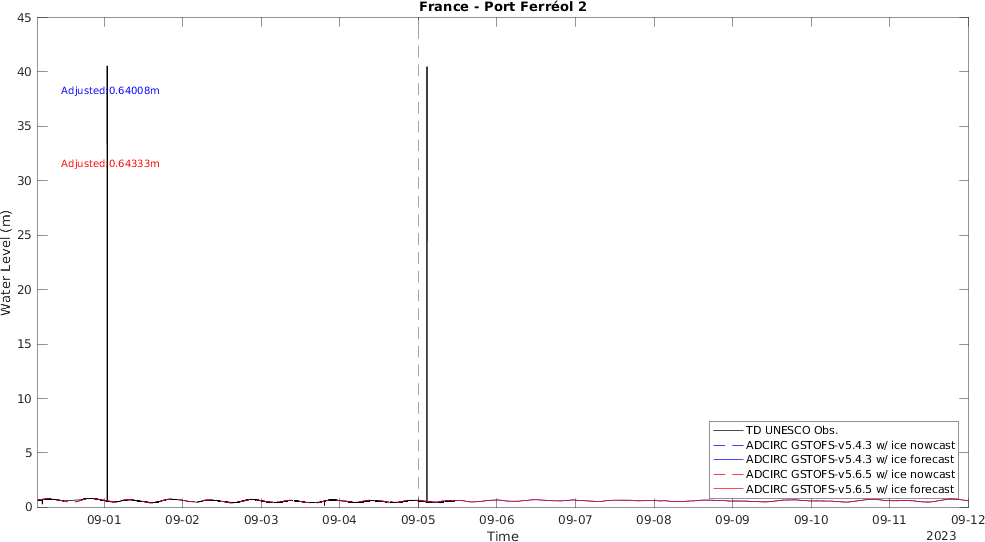 France - Port Ferréol 2
45
40
35
30
25
20
15
10
5
0
Water Level (m)
Adjusted:0.64008m
Adjusted:0.64333m
TD UNESCO Obs.
ADCIRC GSTOFS-v5.4.3 w/ ice nowcast
ADCIRC GSTOFS-v5.4.3 w/ ice forecast
ADCIRC GSTOFS-v5.6.5 w/ ice nowcast
ADCIRC GSTOFS-v5.6.5 w/ ice forecast
09-01 09-02 09-03 09-04 09-05 09-06 09-07 09-08 09-09 09-10 09-11 09-12
Time
2023